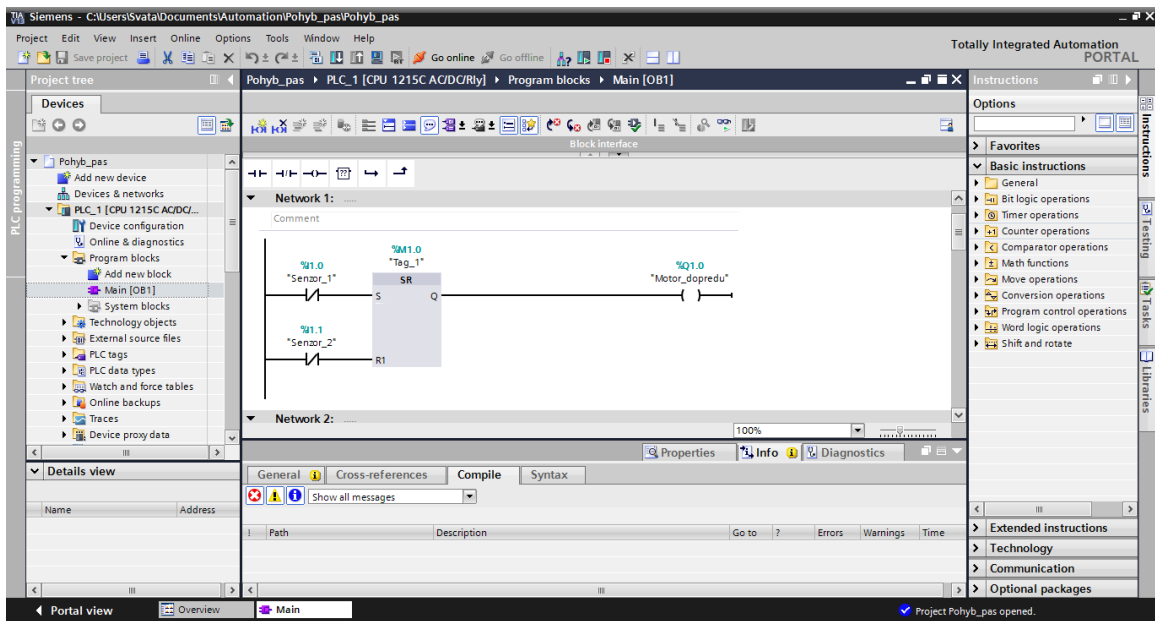 Siemens - C:\Users\Svata\Documents\Automation\Pohyb_pas\Pohyb_pas
Project Edit View Insert Online Options Tools Window Help
Totally Integrated Automation
PORTAL
Save project
Go online
Go offline
Project tree
Pohyb_pas ▸ PLC_1 [CPU 1215C AC/DC/Rly] ▸ Program blocks ▸ Main [OB1]
Instructions
Devices
Options
Block interface
PLC programming
Pohyb_pas
Add new device
Devices & networks
PLC_1 [CPU 1215C AC/DC/...
Device configuration
Online & diagnostics
Program blocks
Add new block
Main [OB1]
System blocks
Technology objects
External source files
PLC tags
PLC data types
Watch and force tables
Online backups
Traces
Device proxy data
Network 1: .....
Comment
%M1.0
"Tag_1"
%I1.0
"Senzor_1"
SR
S
Q
%Q1.0
"Motor_dopredu"
%I1.1
"Senzor_2"
R1
Network 2: .....
100%
Favorites
Basic instructions
General
Bit logic operations
Timer operations
Counter operations
Comparator operations
Math functions
Move operations
Conversion operations
Program control operations
Word logic operations
Shift and rotate
Instructions
Testing
Tasks
Libraries
Properties
Info
Diagnostics
Details view
General
Cross-references
Compile
Syntax
Show all messages
Name Address
! Path Description Go to ? Errors Warnings Time
Extended instructions
Technology
Communication
Optional packages
Portal view
Overview
Main
Project Pohyb_pas opened.